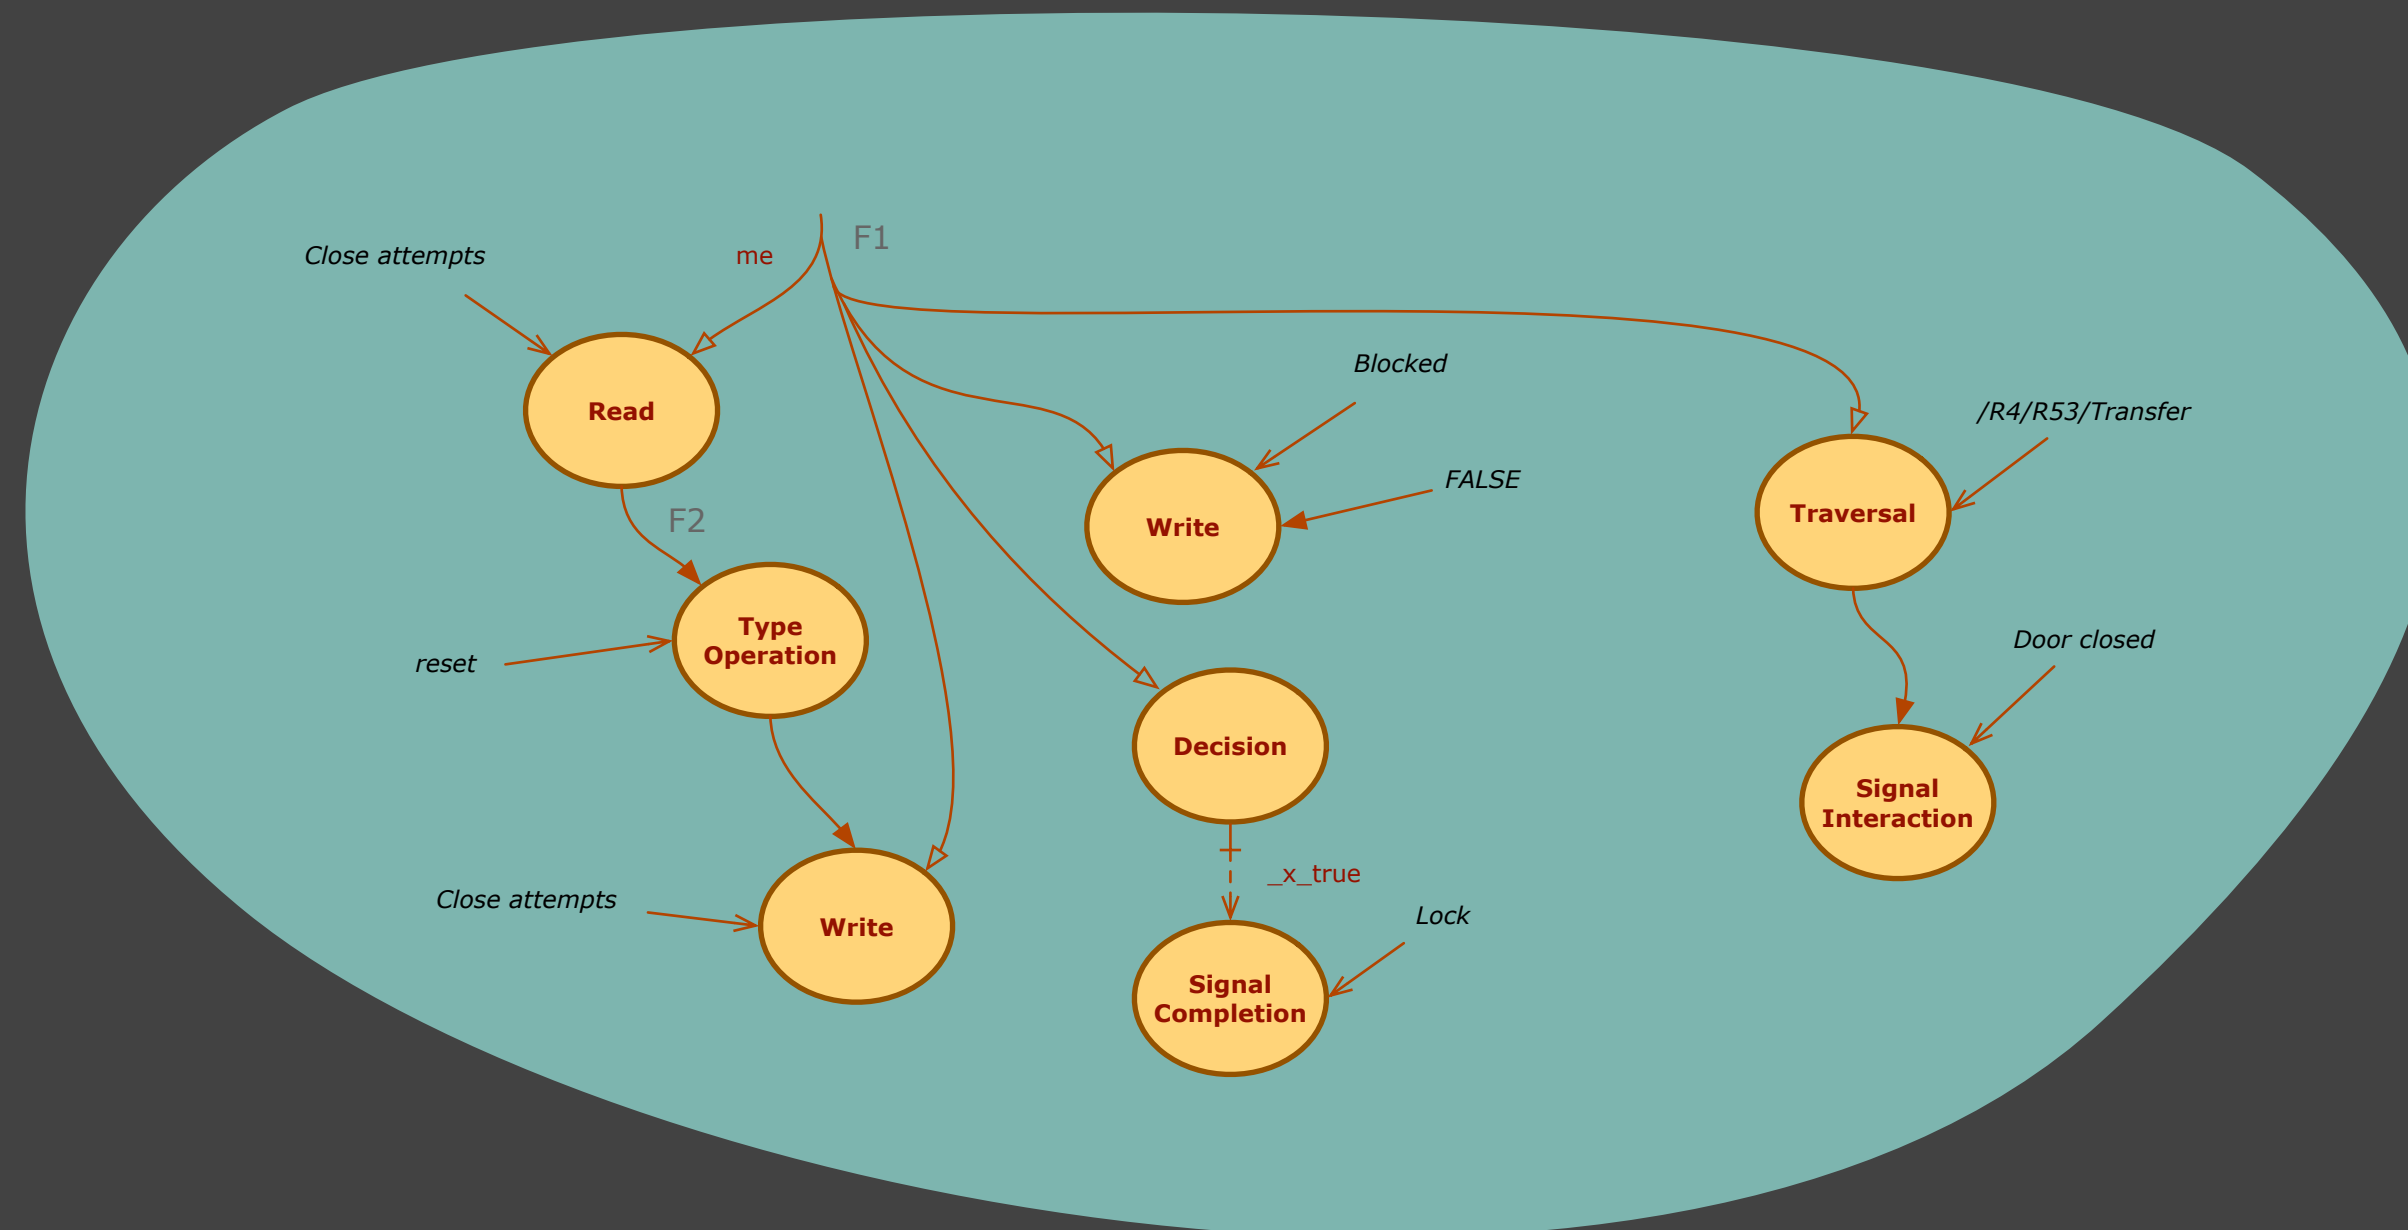 F1
Close attempts
me
Blocked
Read
/R4/R53/Transfer
FALSE
F2
Write
Traversal
Type
Operation
reset
Door closed
Decision
Signal
Interaction
_x_true
Close attempts
Write
Lock
Signal
Completion